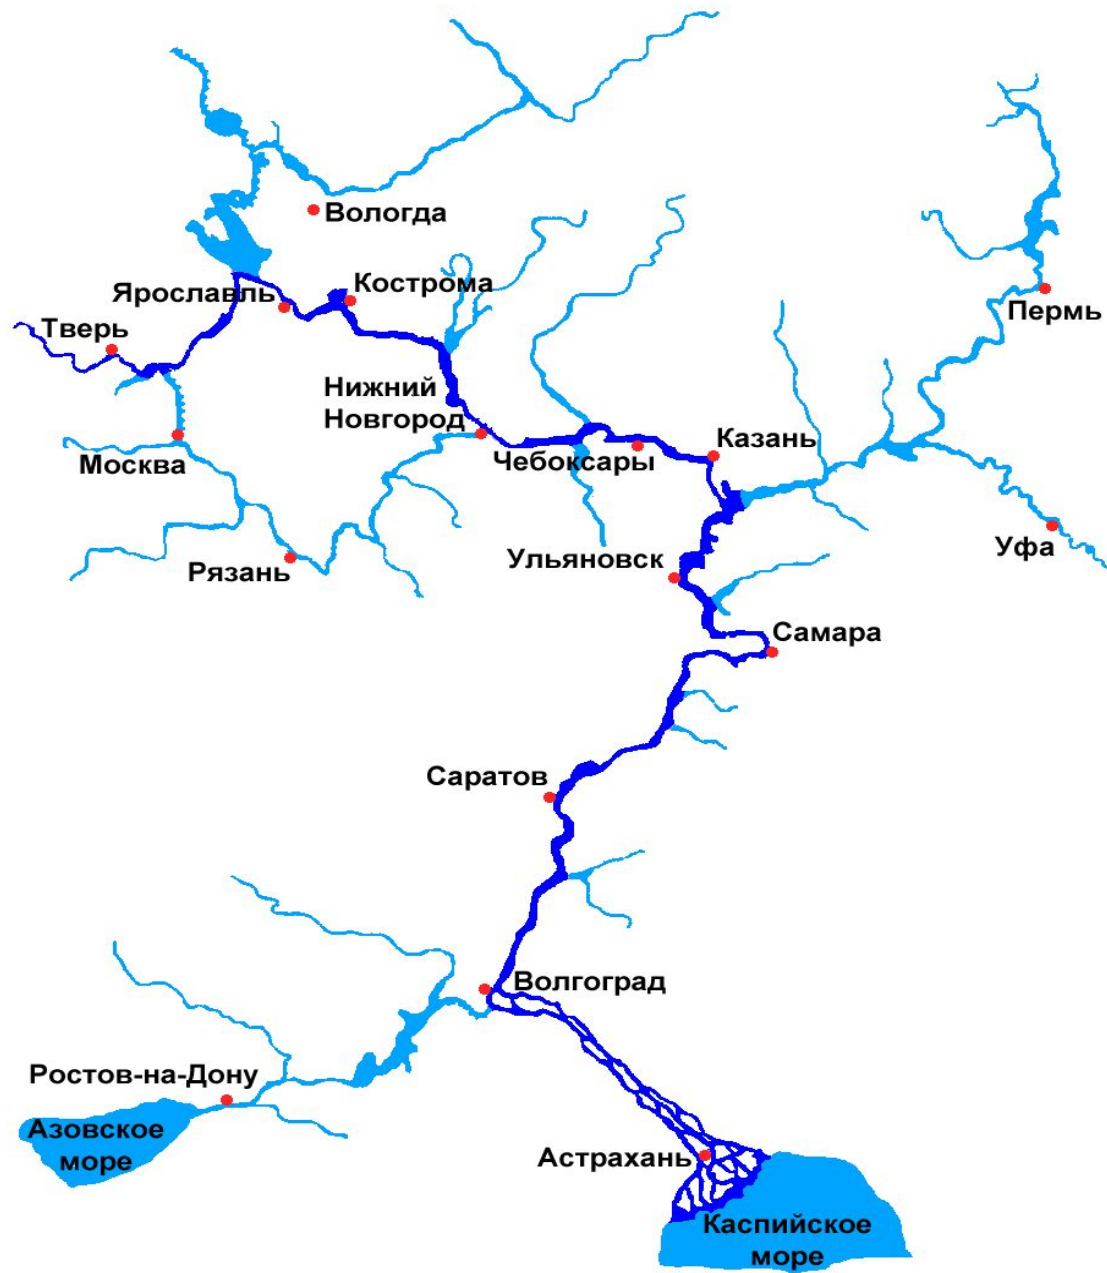 Вологда
Кострома
Ярославль
Пермь
Тверь
Нижний
Новгород
Казань
Чебоксары
Москва
Уфа
Ульяновск
Рязань
Самара
Саратов
Волгоград
Ростов-на-Дону
Азовское
море
Астрахань
Каспийское
море